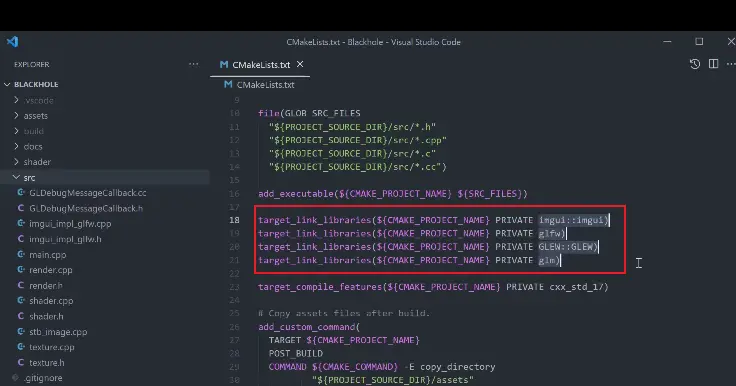 CMakeLists.txt - Blackhole - Visual Studio Code
EXPLORER
BLACKHOLE
.vscode
assets
build
docs
shader
src
GLDebugMessageCallback.cc
GLDebugMessageCallback.h
imgui_impl_glfw.cpp
imgui_impl_glfw.h
main.cpp
render.cpp
render.h
shader.cpp
shader.h
stb_image.cpp
texture.cpp
texture.h
.gitignore
CMakeLists.txt
CMakeLists.txt
9
10 file(GLOB SRC_FILES
11 "${PROJECT_SOURCE_DIR}/src/*.h"
12 "${PROJECT_SOURCE_DIR}/src/*.cpp"
13 "${PROJECT_SOURCE_DIR}/src/*.c"
14 "${PROJECT_SOURCE_DIR}/src/*.cc")
15
16 add_executable(${CMAKE_PROJECT_NAME} ${SRC_FILES})
17
18 target_link_libraries(${CMAKE_PROJECT_NAME} PRIVATE imgui::imgui)
19 target_link_libraries(${CMAKE_PROJECT_NAME} PRIVATE glfw)
20 target_link_libraries(${CMAKE_PROJECT_NAME} PRIVATE GLEW::GLEW)
21 target_link_libraries(${CMAKE_PROJECT_NAME} PRIVATE glm)
22
23 target_compile_features(${CMAKE_PROJECT_NAME} PRIVATE cxx_std_17)
24
25 # Copy assets files after build.
26 add_custom_command(
27 TARGET ${CMAKE_PROJECT_NAME}
28 POST_BUILD
29 COMMAND ${CMAKE_COMMAND} -E copy_directory
30 "${PROJECT_SOURCE_DIR}/assets"